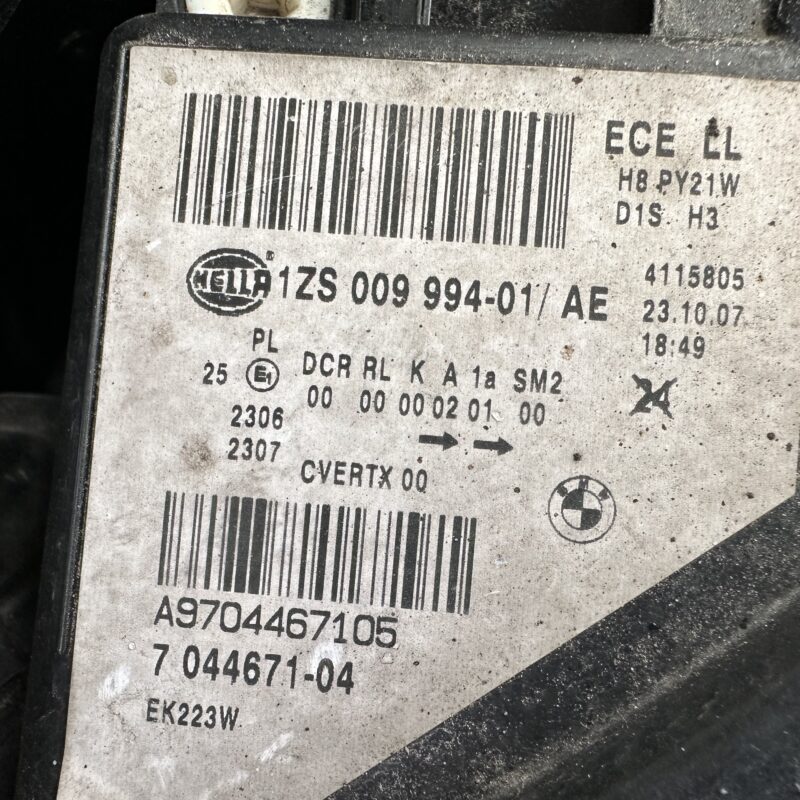 ECE LL
H8 PY21W
D1S H3
HELLA® 1ZS 009 994-01/ AE
4115805
23.10.07
18:49
24
PL
25 E1 DCR RL K A 1a SM2
00 00 00 02 01 00
2306
2307
CVERTX 00
BMW
A9704467105
7 044671-04
EK223W